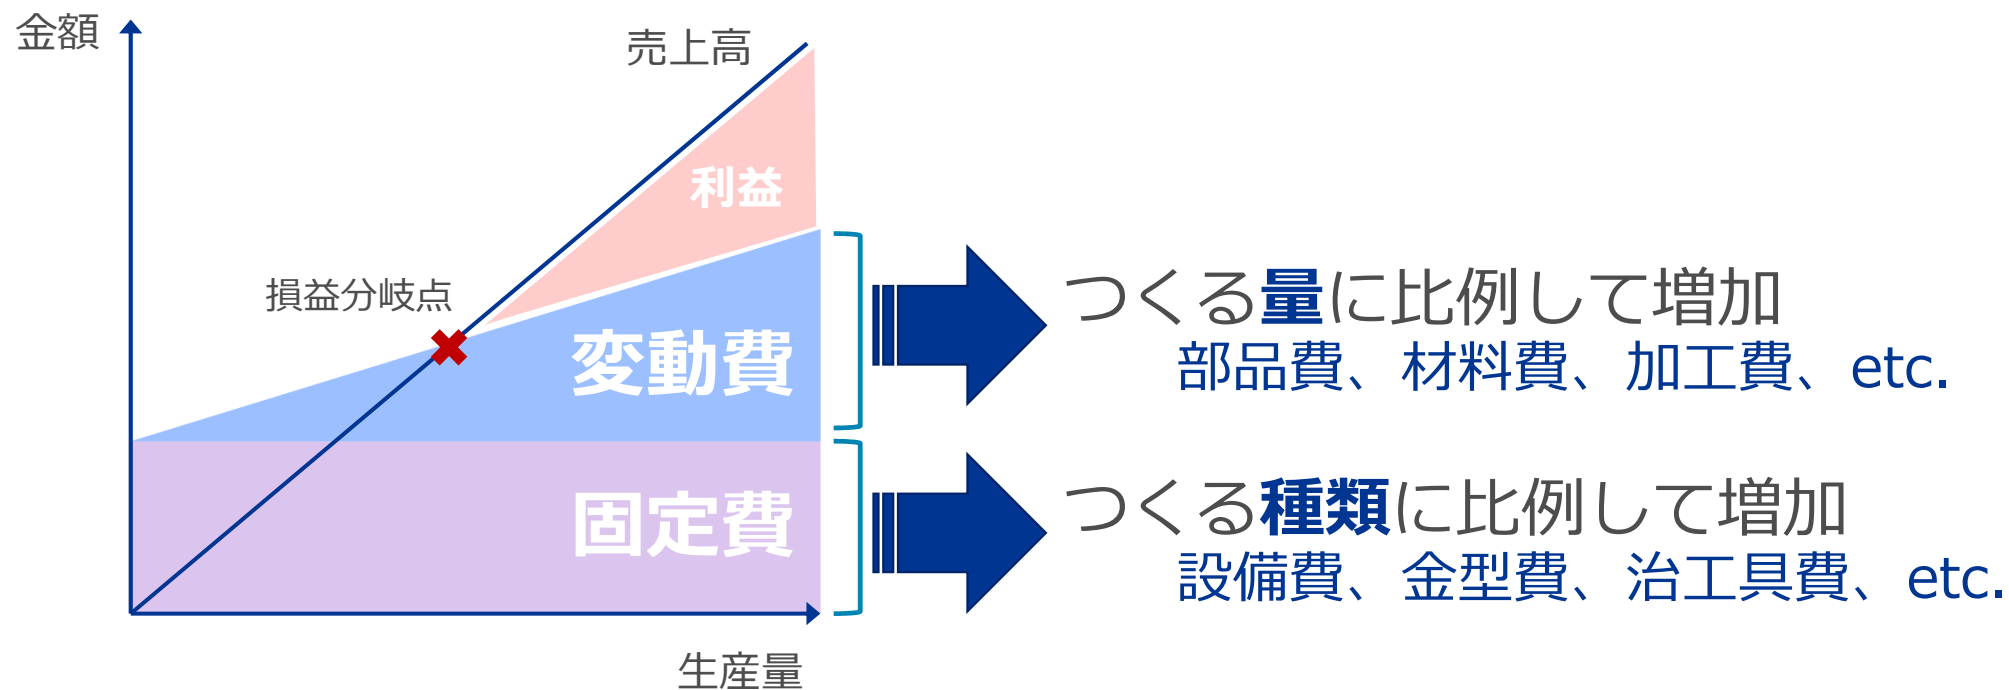 金額
売上高
利益
損益分岐点
変動費
固定費
生産量
つくる量に比例して増加
部品費、材料費、加工費、etc.
つくる種類に比例して増加
設備費、金型費、治工具費、etc.